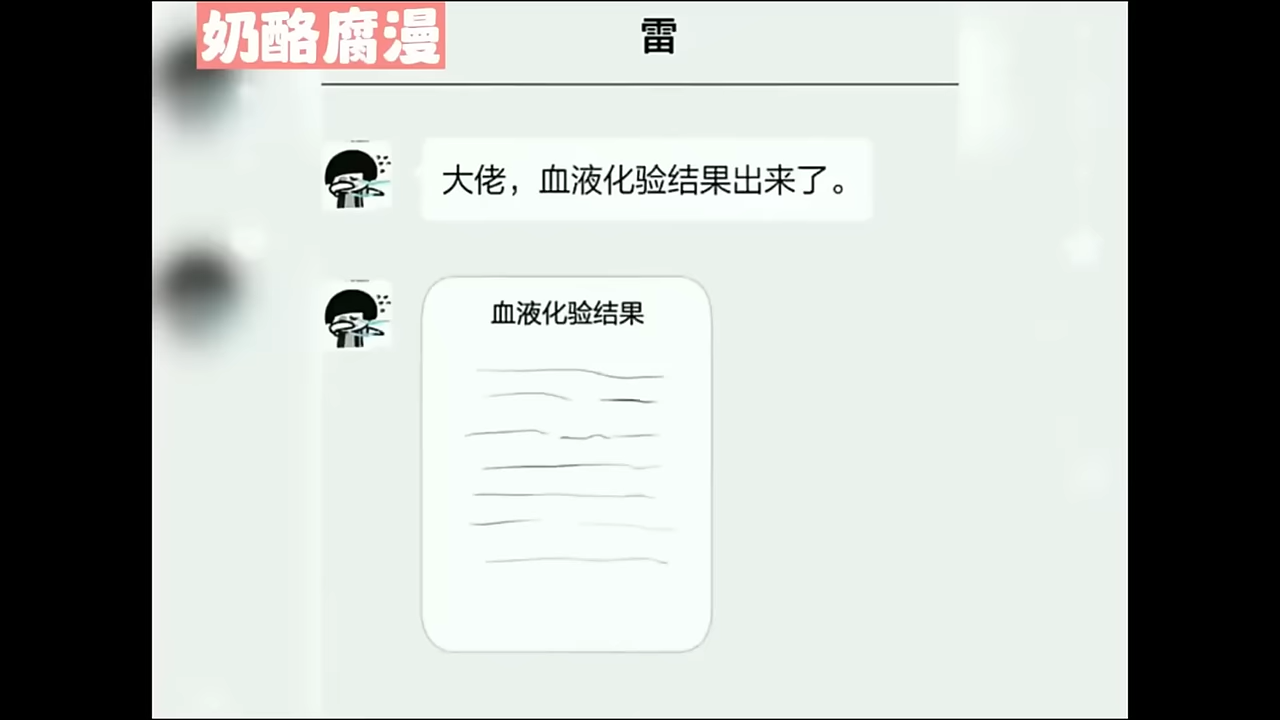 奶酪腐漫
雷
大佬，血液化验结果出来了。
血液化验结果